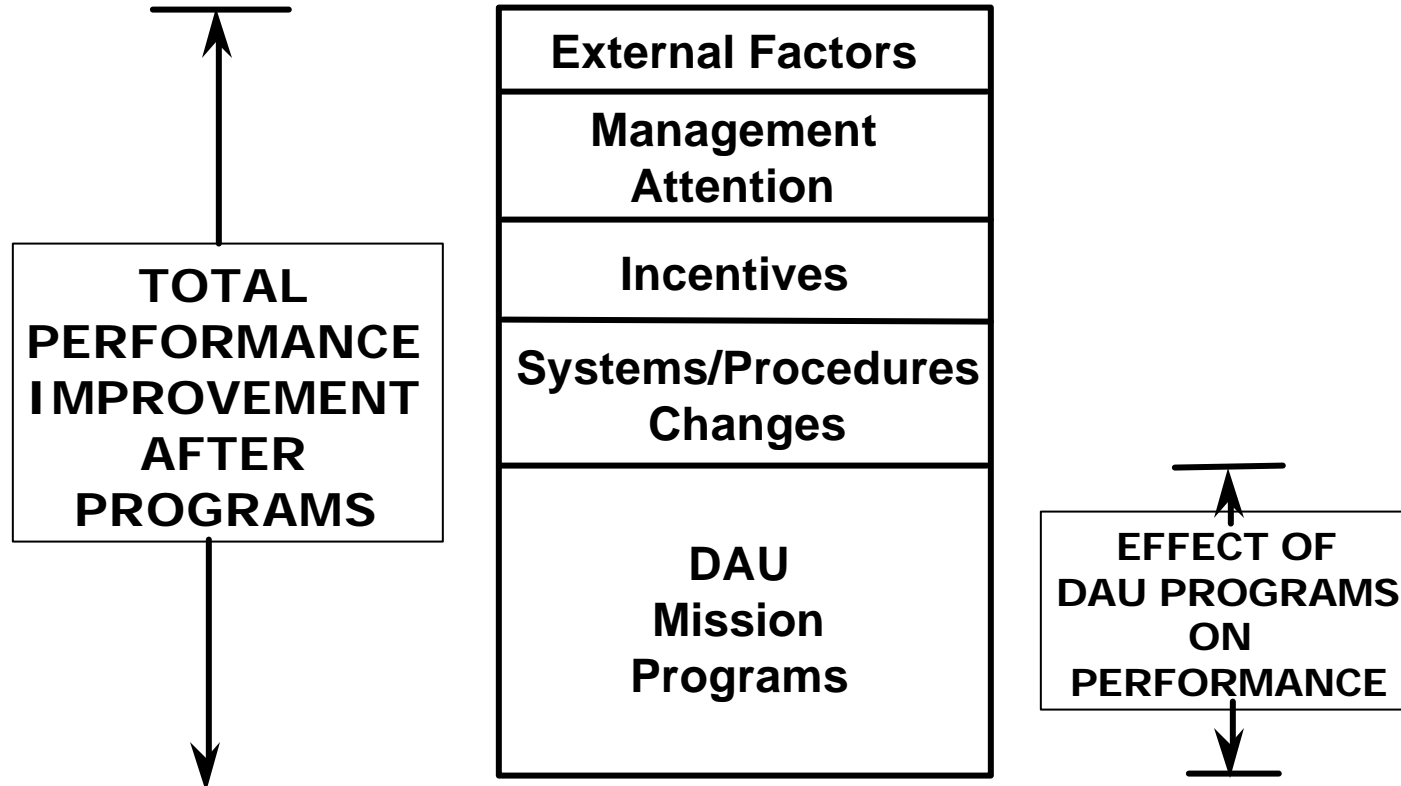 External Factors
Management
Attention
Incentives
Systems/Procedures
Changes
DAU
Mission
Programs
TOTAL
PERFORMANCE
IMPROVEMENT
AFTER
PROGRAMS
EFFECT OF
DAU PROGRAMS
ON
PERFORMANCE